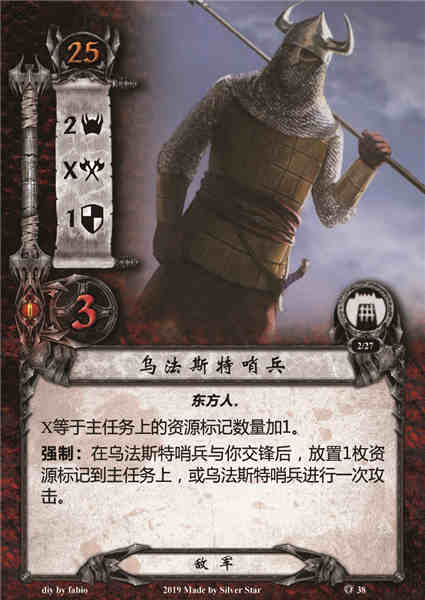 25
2
X
1
3
2/27
乌法斯特哨兵
东方人.
X等于主任务上的资源标记数量加1。
强制：在乌法斯特哨兵与你交锋后，放置1枚资
源标记到主任务上，或乌法斯特哨兵进行一次攻
击。
敌军
diy by fabio 2019 Made by Silver Star 38